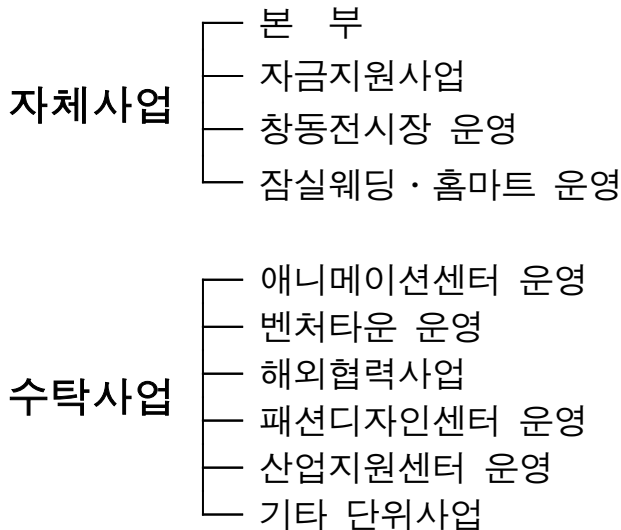 자체사업
본 부
자금지원사업
창동전시장 운영
잠실웨딩·홈마트 운영
수탁사업
애니메이션센터 운영
벤처타운 운영
해외협력사업
패션디자인센터 운영
산업지원센터 운영
기타 단위사업